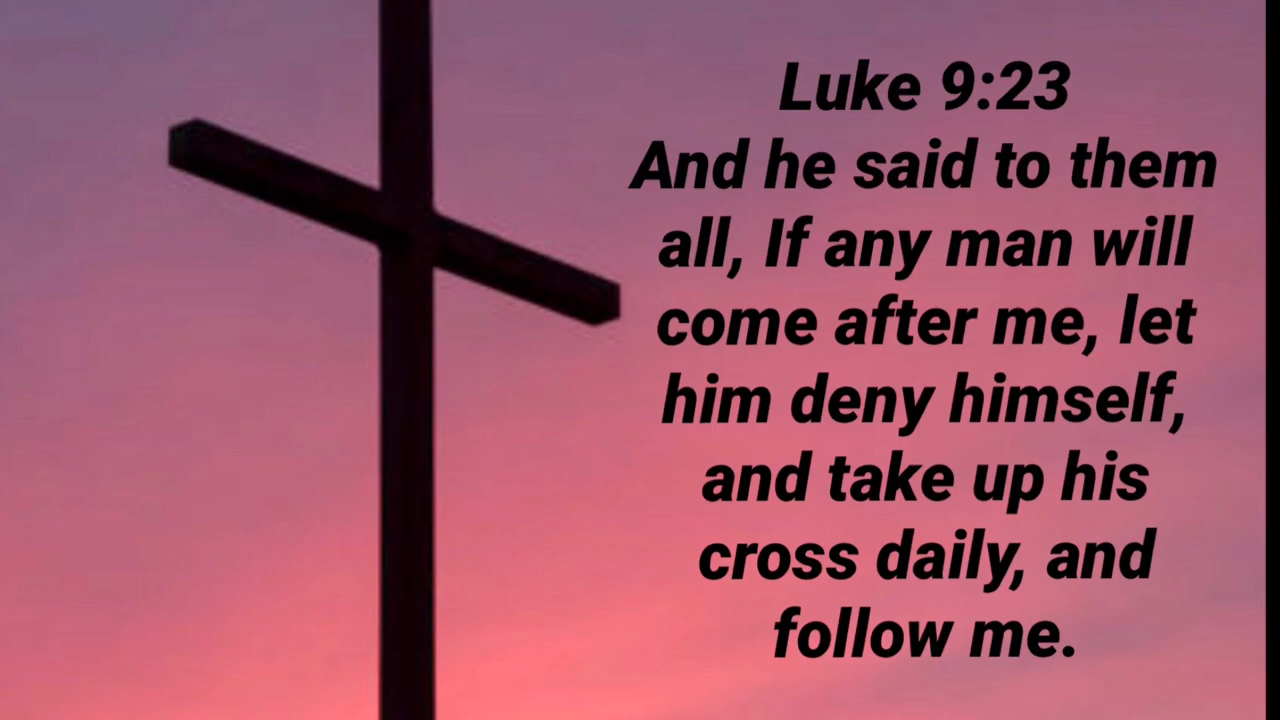 Luke 9:23
And he said to them
all, If any man will
come after me, let
him deny himself,
and take up his
cross daily, and
follow me.